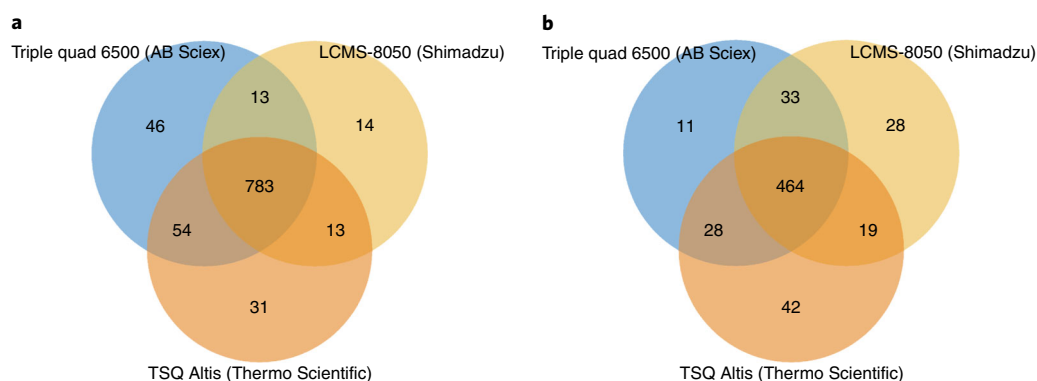 a
Triple quad 6500 (AB Sciex)
LCMS-8050 (Shimadzu)
13
46
14
783
54
13
31
TSQ Altis (Thermo Scientific)
b
Triple quad 6500 (AB Sciex)
LCMS-8050 (Shimadzu)
33
11
28
464
28
19
42
TSQ Altis (Thermo Scientific)